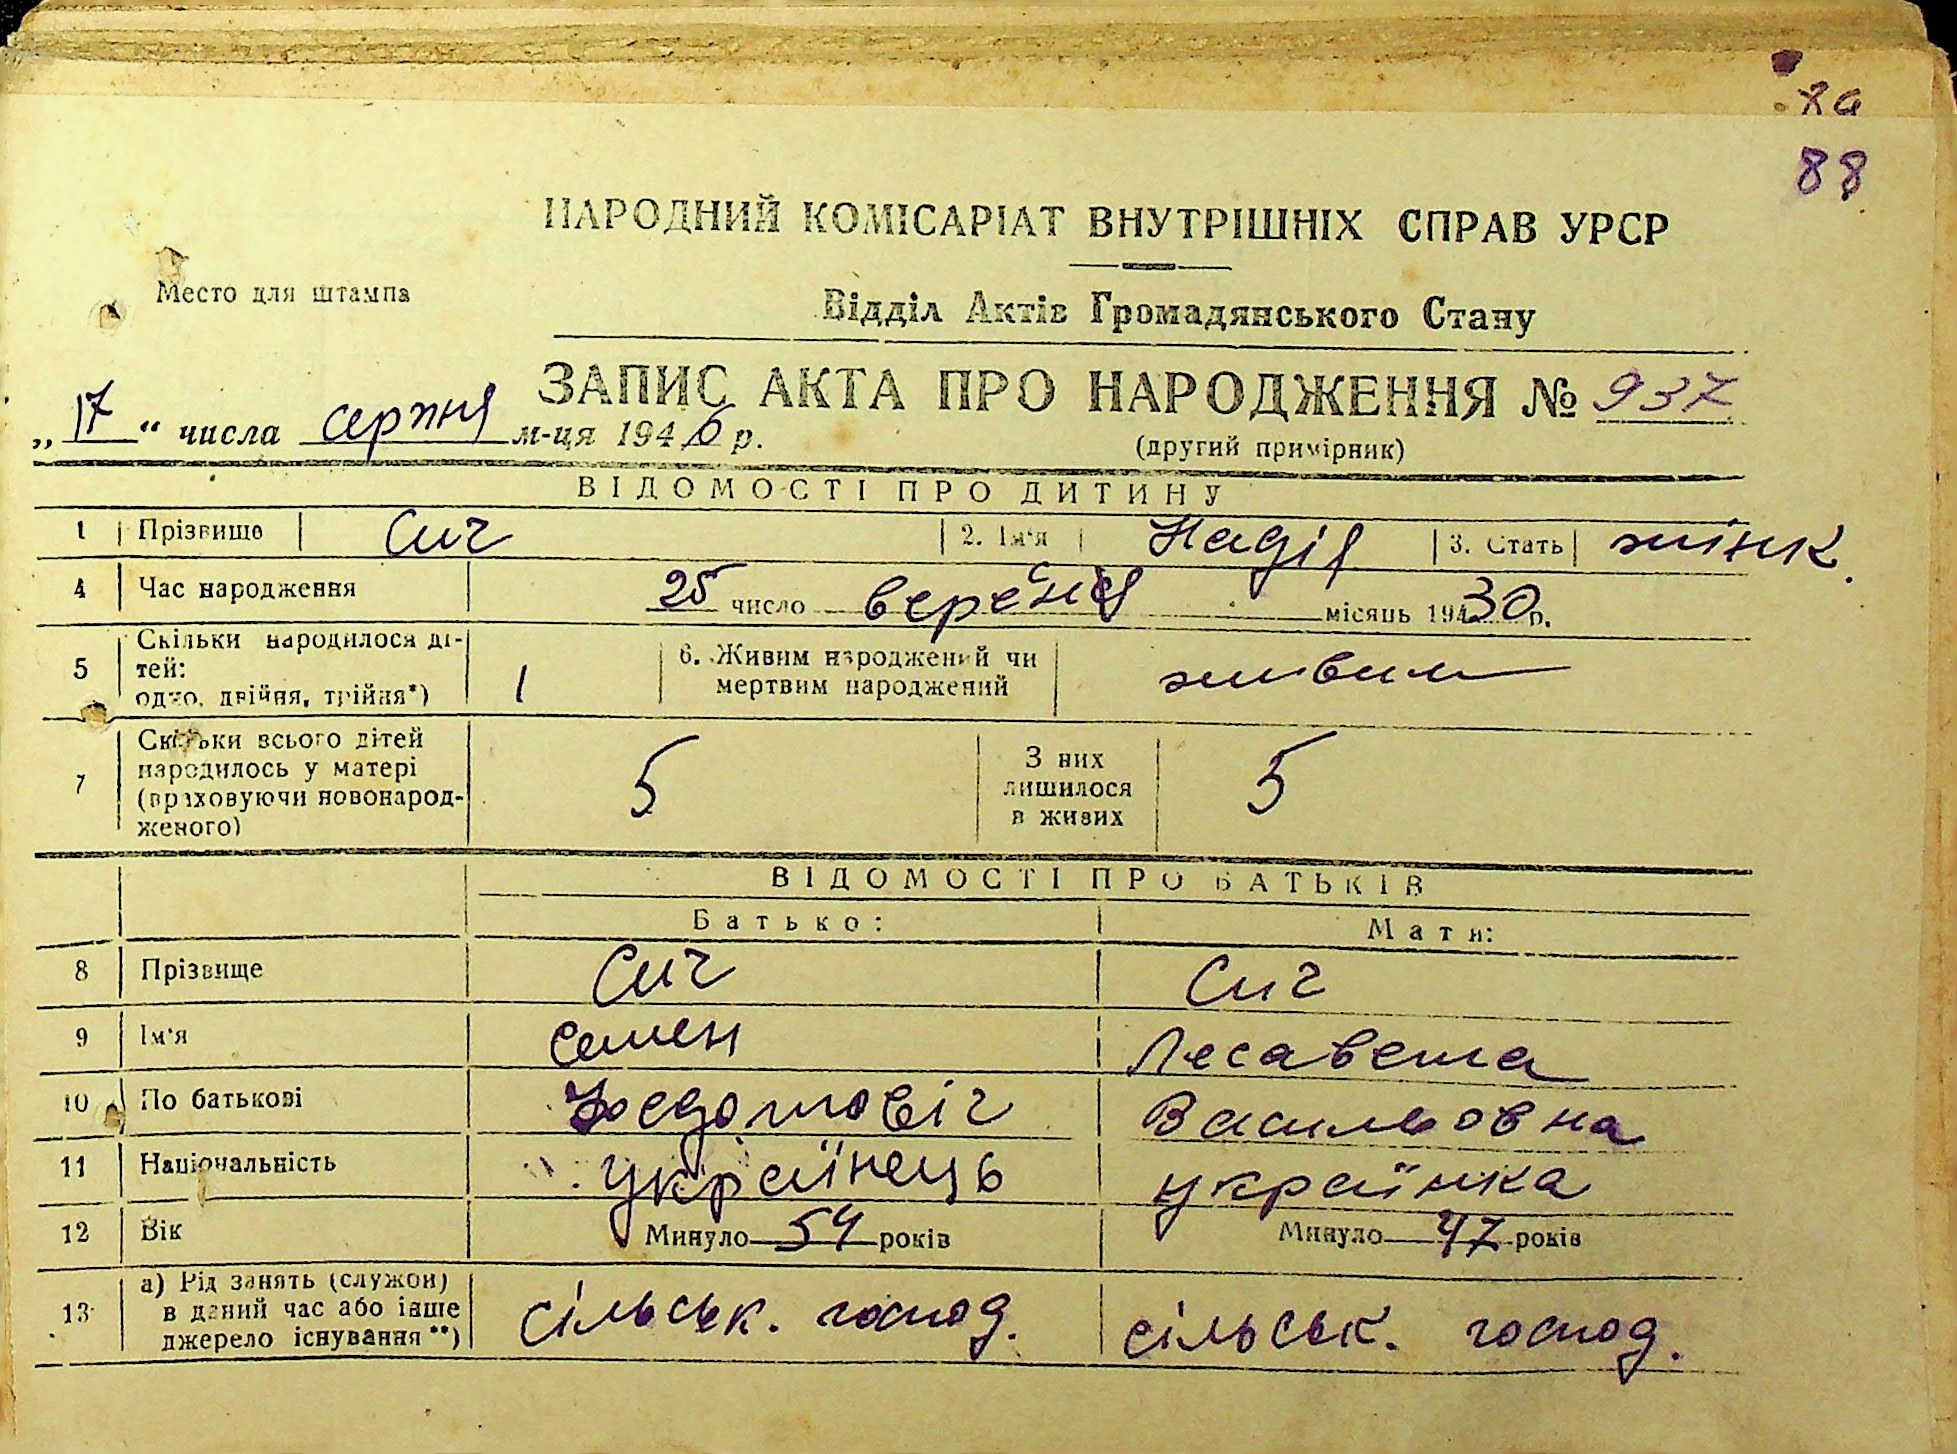 88
НАРОДНИЙ КОМІСАРІАТ ВНУТРІШНІХ СПРАВ УРСР
Место для штампа
Відділ Актів Громадянського Стану
ЗАПИС АКТА ПРО НАРОДЖЕННЯ № 937
„17“ числа серпня м-ця 1946 р.
(другий примірник)
ВІДОМОСТІ ПРО ДИТИНУ
1 Прізвище Сич 2. Ім'я Надія 3. Стать жінк.
4 Час народження 25 число вересня місяць 1930 р.
5 Скільки народилося ді-
тей:
одно, двійня, трійня*) 1
6. Живим народжений чи
мертвим народжений живим
7 Скільки всього дітей
народилось у матері
(враховуючи новонарод-
женого) 5
З них
лишилося
в живих 5
ВІДОМОСТІ ПРО БАТЬКІВ
Батько: Мати:
8 Прізвище Сич Сич
9 Ім'я Семен Лесавета
10 По батькові Федотовіч Васильовна
11 Національність українець українка
12 Вік Минуло 54 років Минуло 47 років
13 а) Рід занять (служби)
в даний час або інше
джерело існування**) сільськ. господ. сільськ. господ.